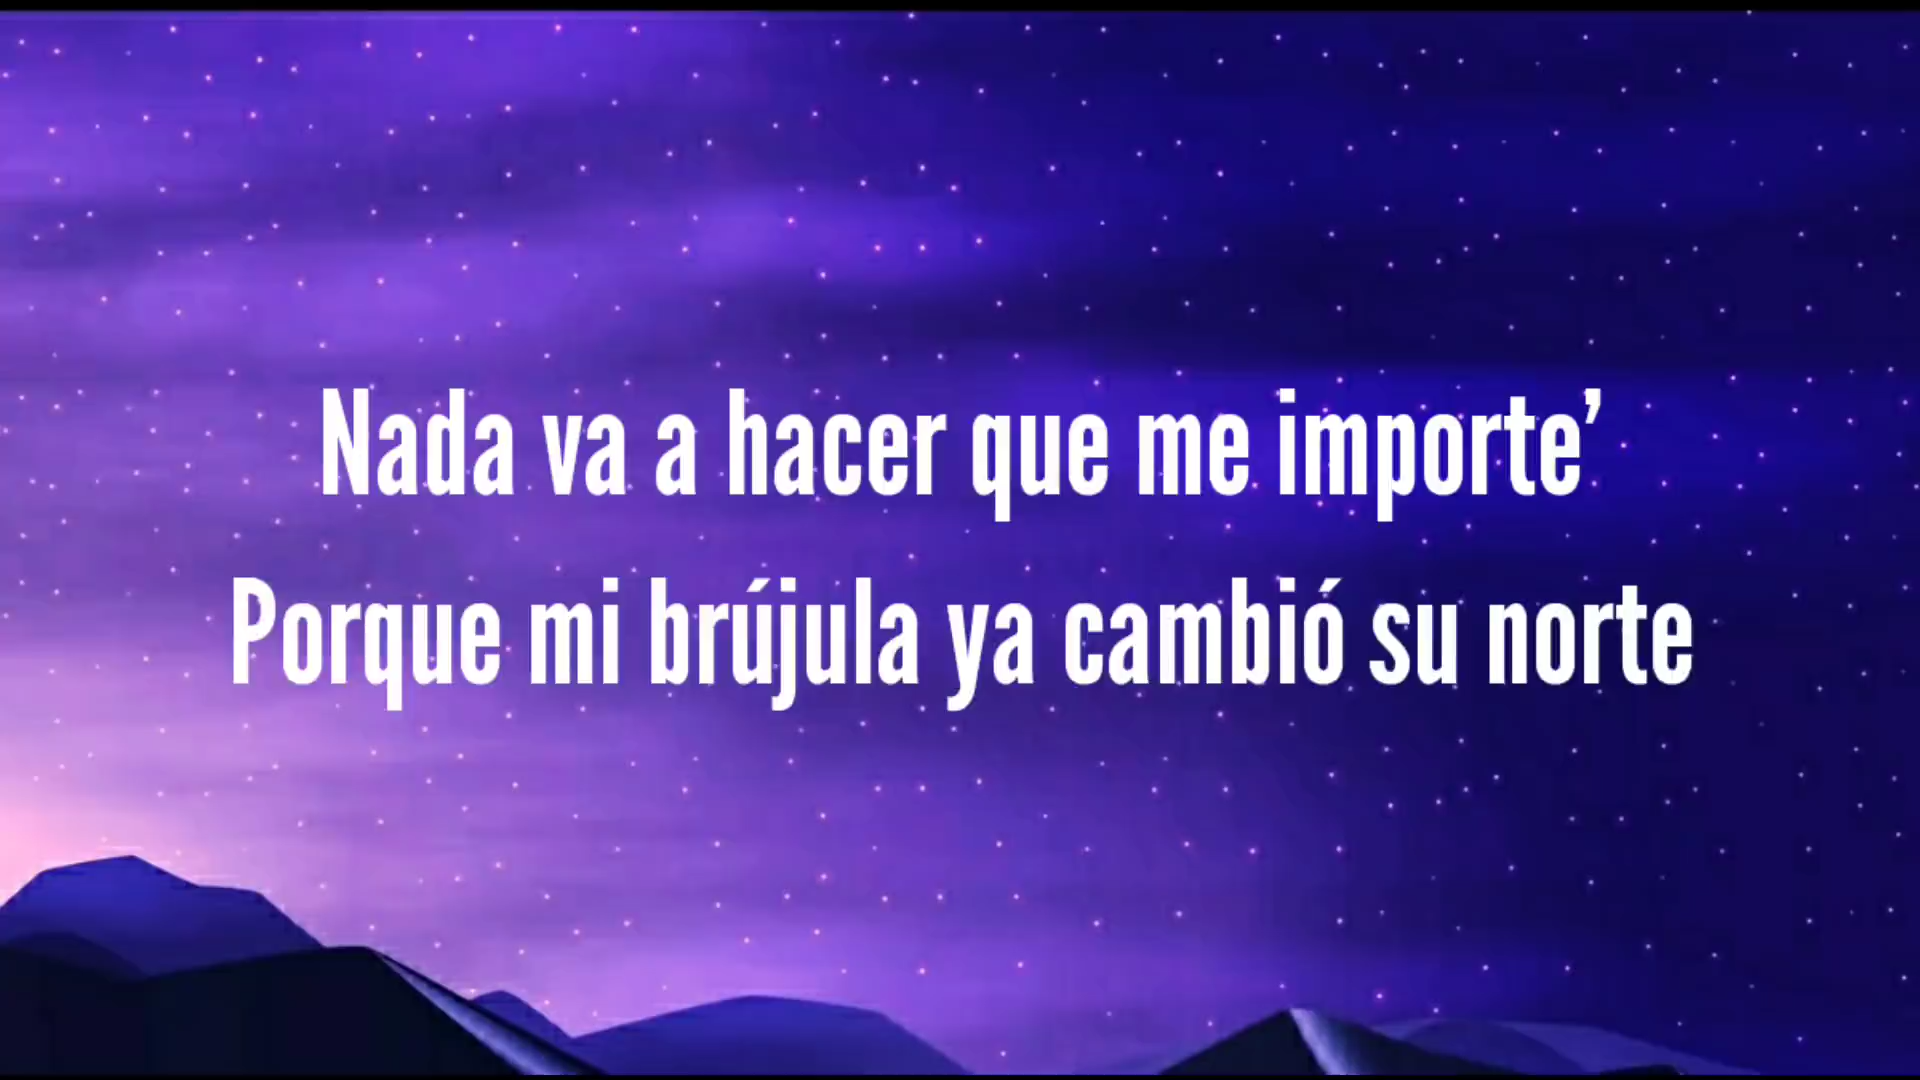 Nada va a hacer que me importe’
Porque mi brújula ya cambió su norte